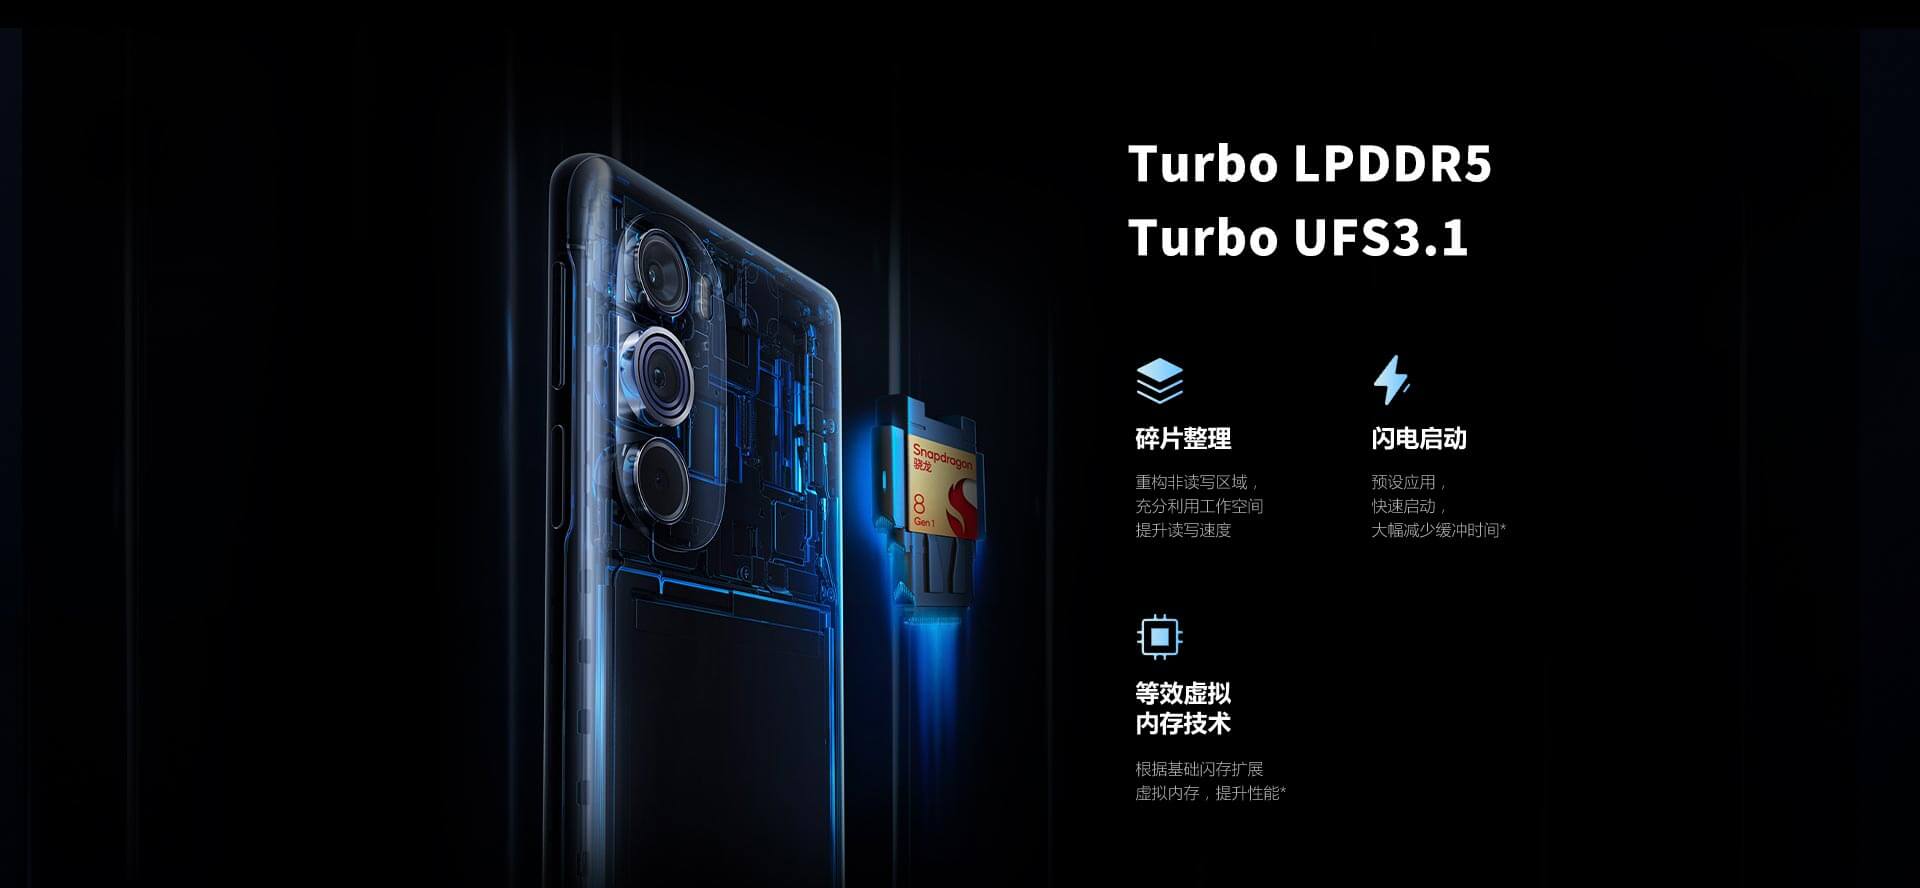 Turbo LPDDR5
Turbo UFS3.1
Snapdragon
骁龙
8
Gen 1
碎片整理
重构非读写区域，
充分利用工作空间
提升读写速度
闪电启动
预设应用，
快速启动，
大幅减少缓冲时间*
等效虚拟
内存技术
根据基础闪存扩展
虚拟内存，提升性能*